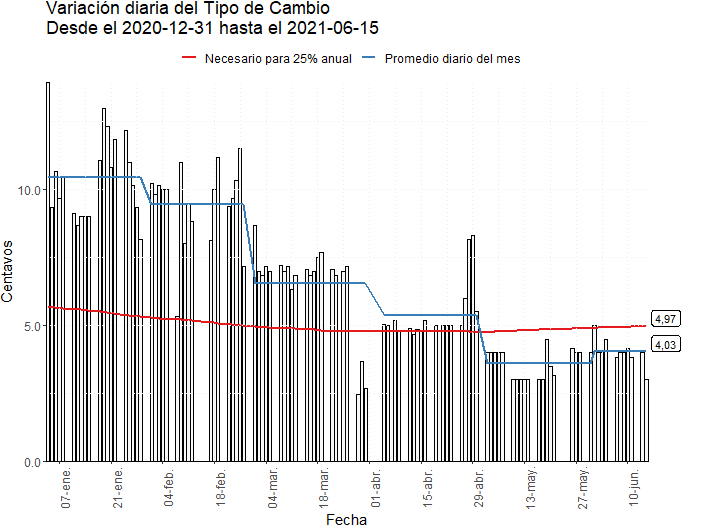 Variación diaria del Tipo de Cambio
Desde el 2020-12-31 hasta el 2021-06-15
Necesario para 25% anual
Promedio diario del mes
Centavos
10.0
5.0
0.0
4,97
4,03
07-ene.
21-ene.
04-feb.
18-feb.
04-mar.
18-mar.
01-abr.
15-abr.
29-abr.
13-may.
27-may.
10-jun.
Fecha